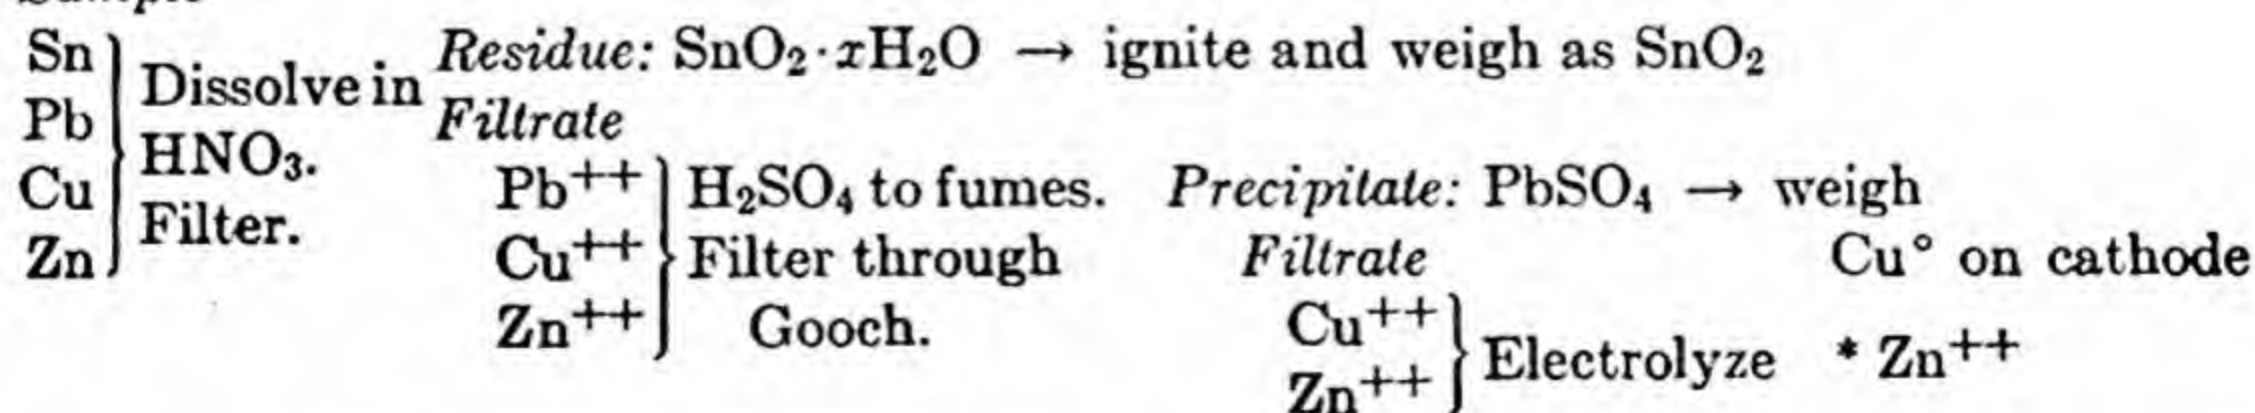 Sn
Pb
Cu
Zn
Dissolve in
HNO₃.
Filter.
Residue: SnO₂·xH₂O → ignite and weigh as SnO₂
Filtrate
Pb⁺⁺
Cu⁺⁺
Zn⁺⁺
H₂SO₄ to fumes.
Filter through
Gooch.
Precipitate: PbSO₄ → weigh
Filtrate
Cu⁺⁺
Zn⁺⁺
Electrolyze
Cu° on cathode
* Zn⁺⁺